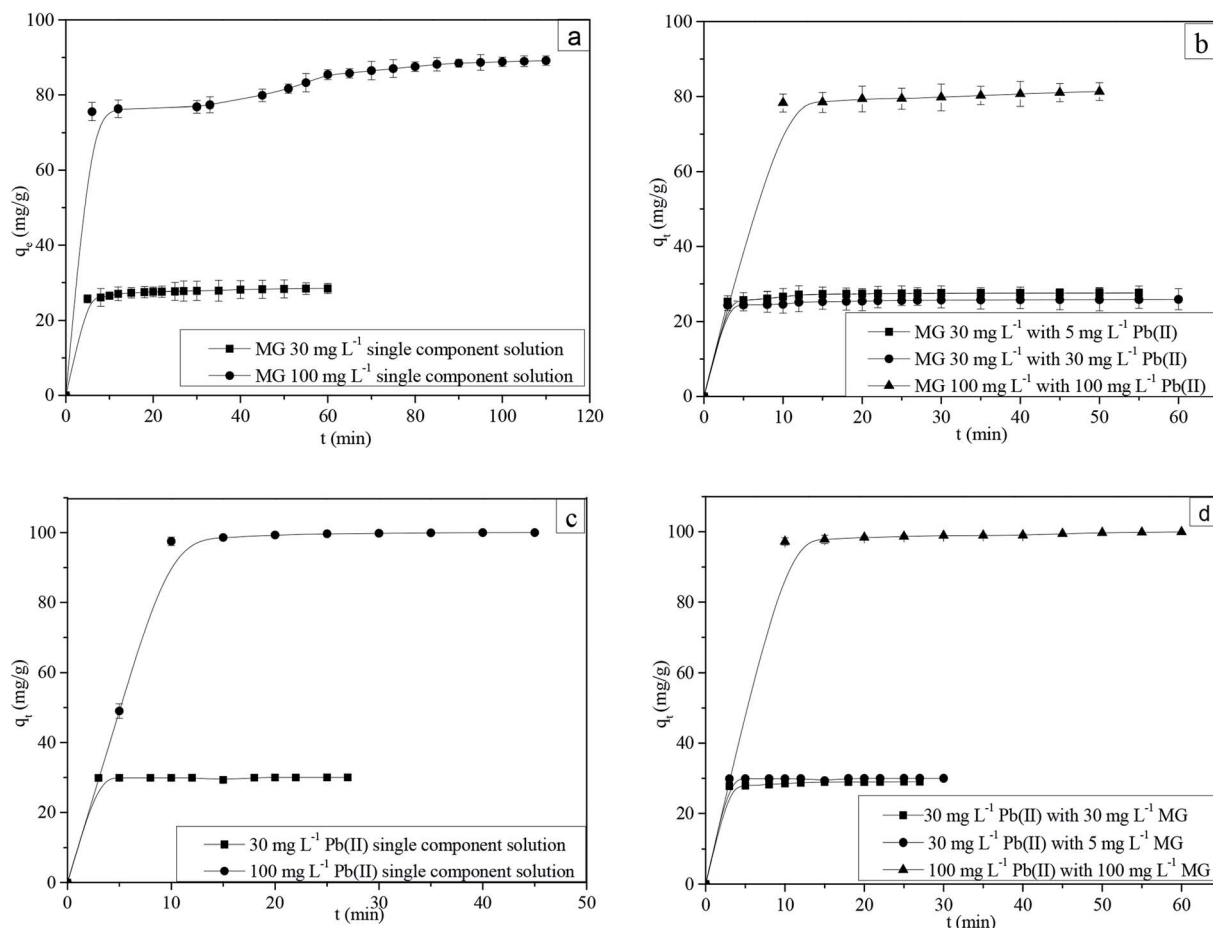 a
100
80
60
40
20
0
q_e (mg/g)
MG 30 mg L⁻¹ single component solution
MG 100 mg L⁻¹ single component solution
0 20 40 60 80 100 120
t (min)
b
100
80
60
40
20
0
q_t (mg/g)
MG 30 mg L⁻¹ with 5 mg L⁻¹ Pb(II)
MG 30 mg L⁻¹ with 30 mg L⁻¹ Pb(II)
MG 100 mg L⁻¹ with 100 mg L⁻¹ Pb(II)
0 10 20 30 40 50 60
t (min)
c
100
80
60
40
20
0
q_t (mg/g)
30 mg L⁻¹ Pb(II) single component solution
100 mg L⁻¹ Pb(II) single component solution
0 10 20 30 40 50
t (min)
d
100
80
60
40
20
0
q_t (mg/g)
30 mg L⁻¹ Pb(II) with 30 mg L⁻¹ MG
30 mg L⁻¹ Pb(II) with 5 mg L⁻¹ MG
100 mg L⁻¹ Pb(II) with 100 mg L⁻¹ MG
0 10 20 30 40 50 60
t (min)